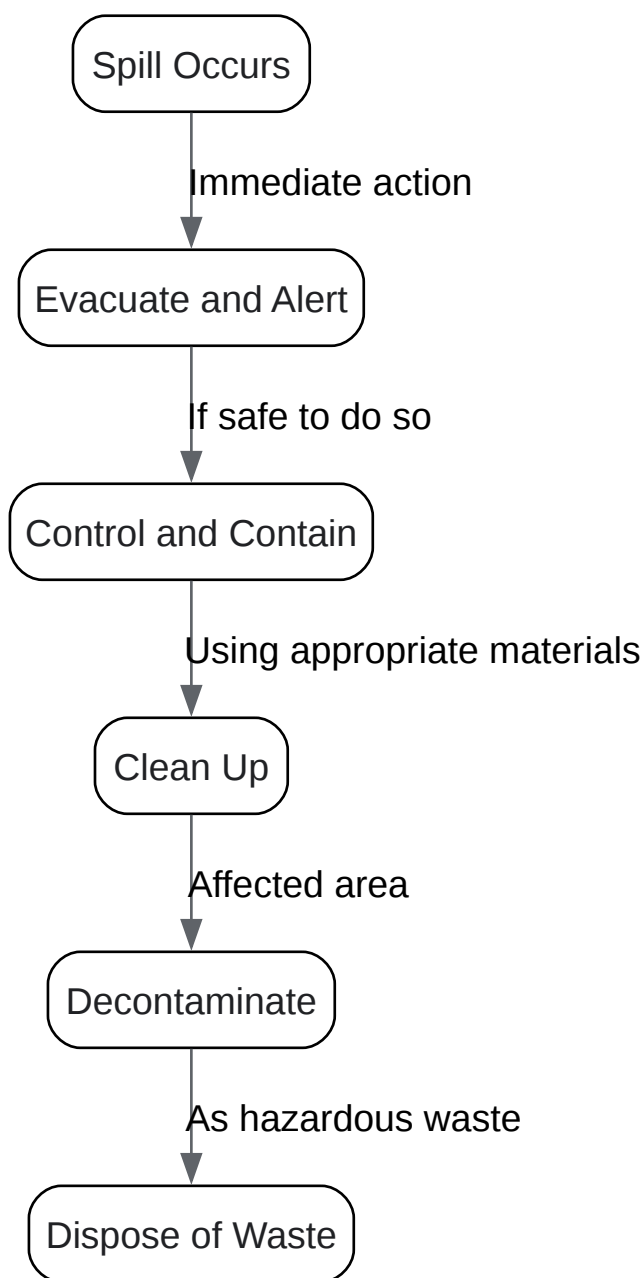 Spill Occurs
Immediate action
Evacuate and Alert
If safe to do so
Control and Contain
Using appropriate materials
Clean Up
Affected area
Decontaminate
As hazardous waste
Dispose of Waste